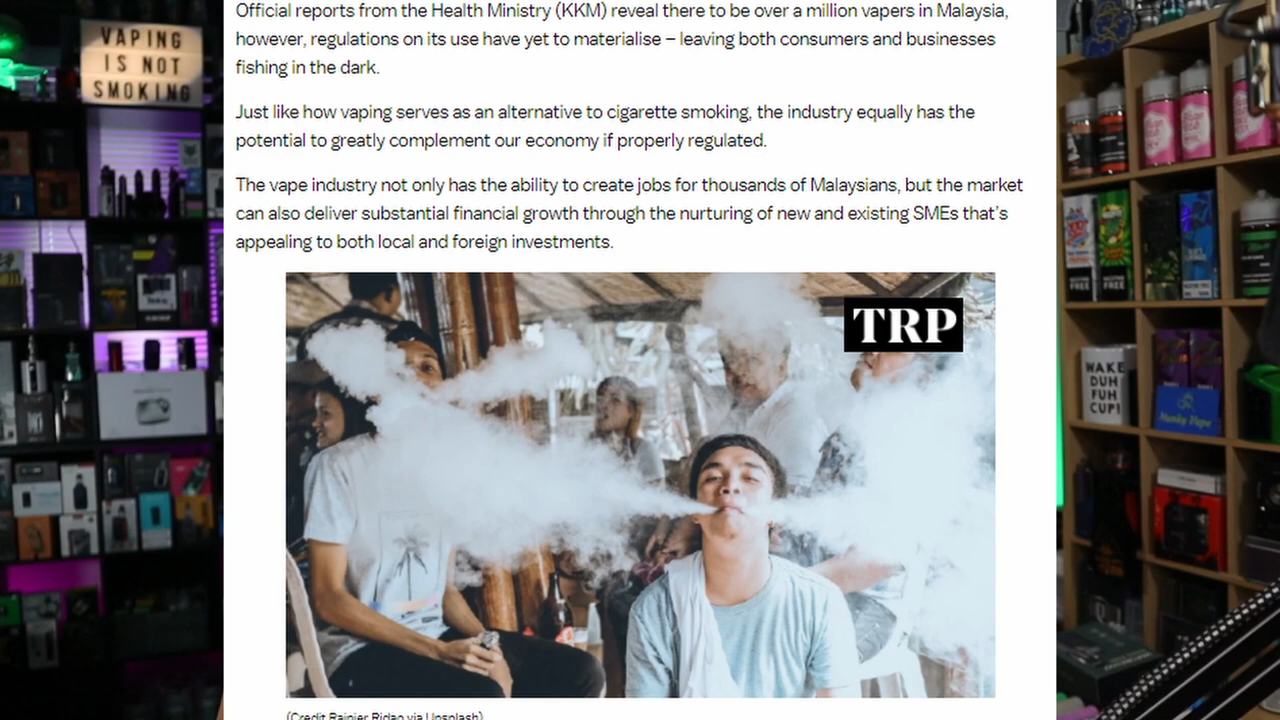 Official reports from the Health Ministry (KKM) reveal there to be over a million vapers in Malaysia,
however, regulations on its use have yet to materialise – leaving both consumers and businesses
fishing in the dark.
Just like how vaping serves as an alternative to cigarette smoking, the industry equally has the
potential to greatly complement our economy if properly regulated.
The vape industry not only has the ability to create jobs for thousands of Malaysians, but the market
can also deliver substantial financial growth through the nurturing of new and existing SMEs that's
appealing to both local and foreign investments.
TRP
(Credit Rainier Ridao via Unsplash)
VAPING
IS NOT
SMOKING
WAKE
DUH
FUH
CUP!